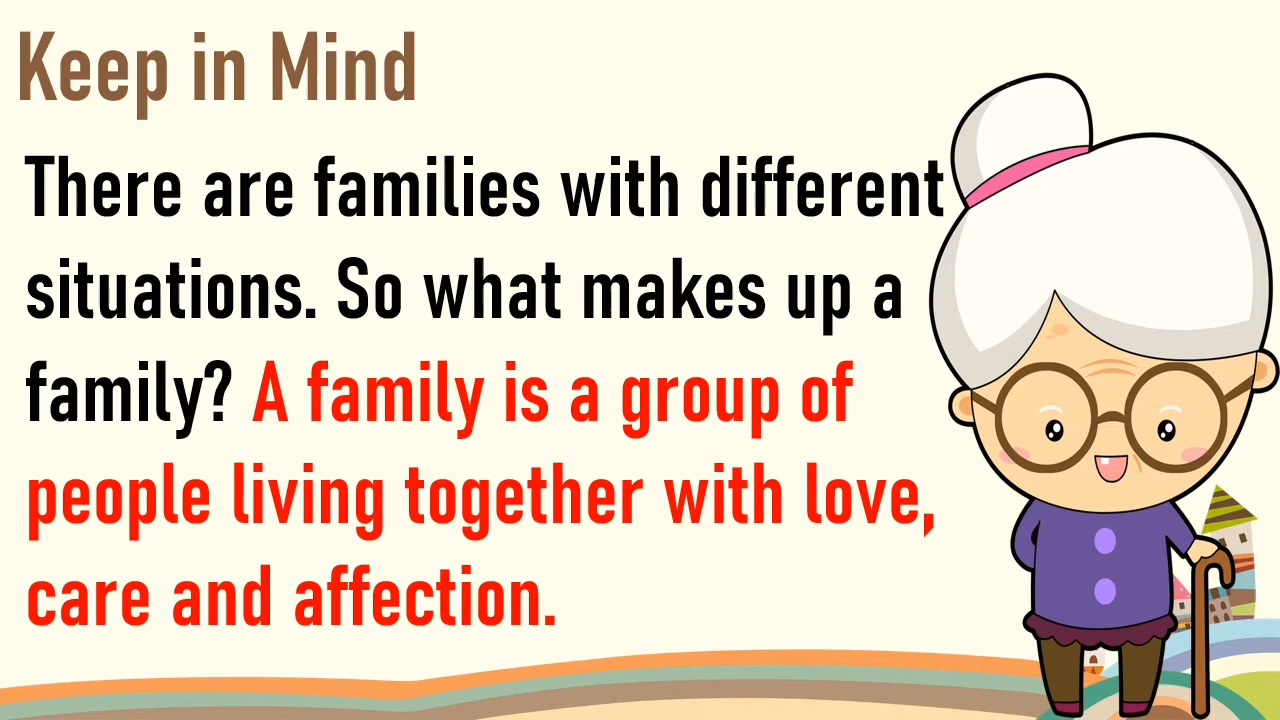 Keep in Mind
There are families with different
situations. So what makes up a
family? A family is a group of
people living together with love,
care and affection.